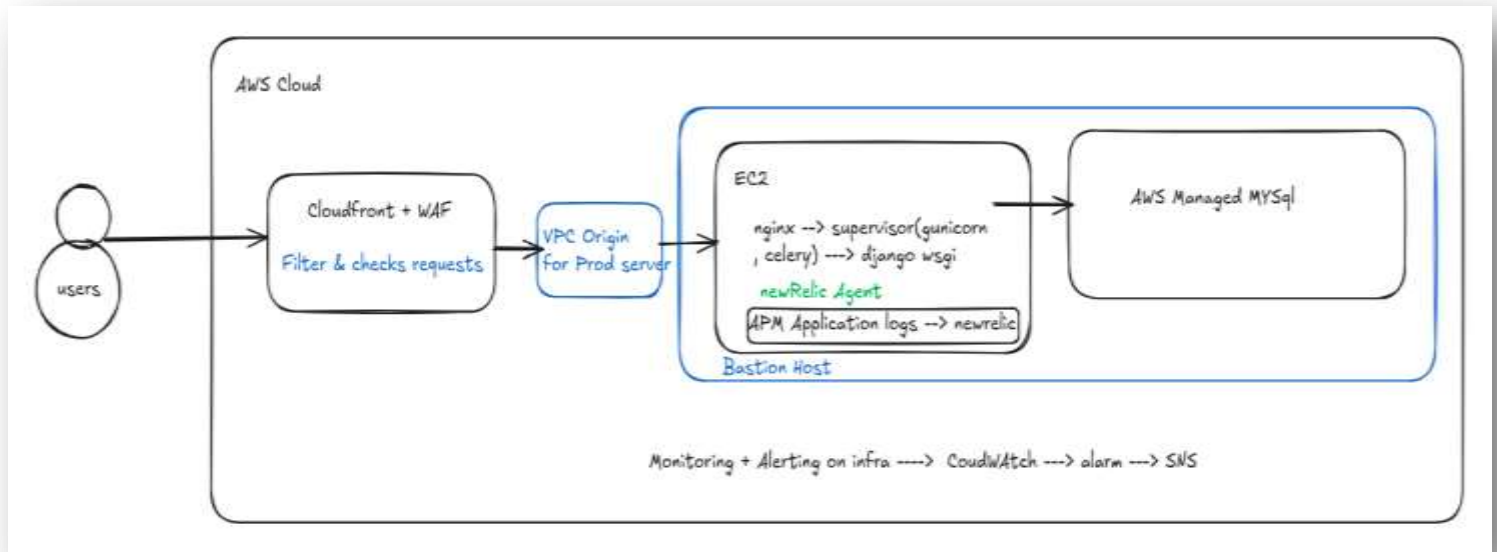 AWS Cloud
users
Cloudfront + WAF
Filter & checks requests
VPC Origin
for Prod server
EC2
nginx --> supervisor(gunicorn
, celery) ---> django wsgi
newRelic Agent
APM Application logs --> newrelic
Bastion Host
AWS Managed MYSql
Monitoring + Alerting on infra ----> CoudWAtch ---> alarm ---> SNS